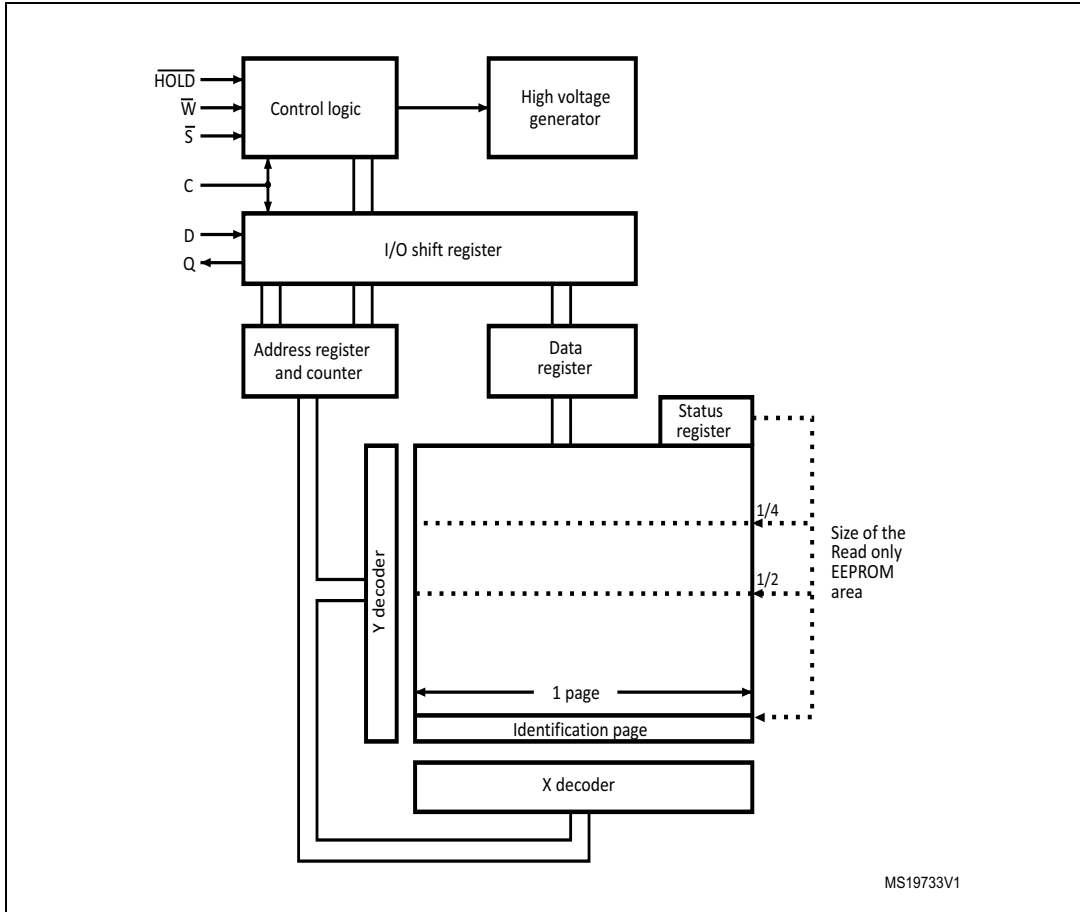 H̅O̅L̅D̅
W̅
S̅
C
D
Q
Control logic
High voltage
generator
I/O shift register
Address register
and counter
Data
register
Status
register
1/4
1/2
Size of the
Read only
EEPROM
area
Y decoder
1 page
Identification page
X decoder
MS19733V1